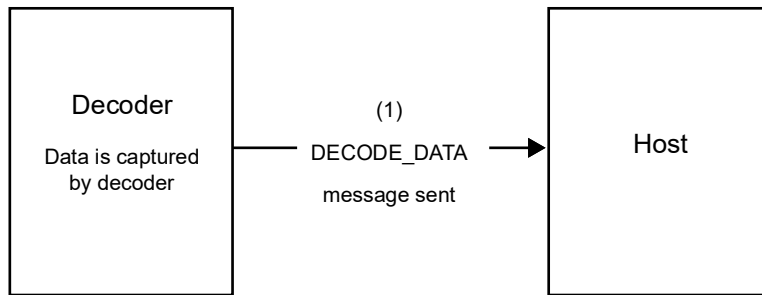 Decoder
Data is captured
by decoder
(1)
DECODE_DATA
message sent
Host